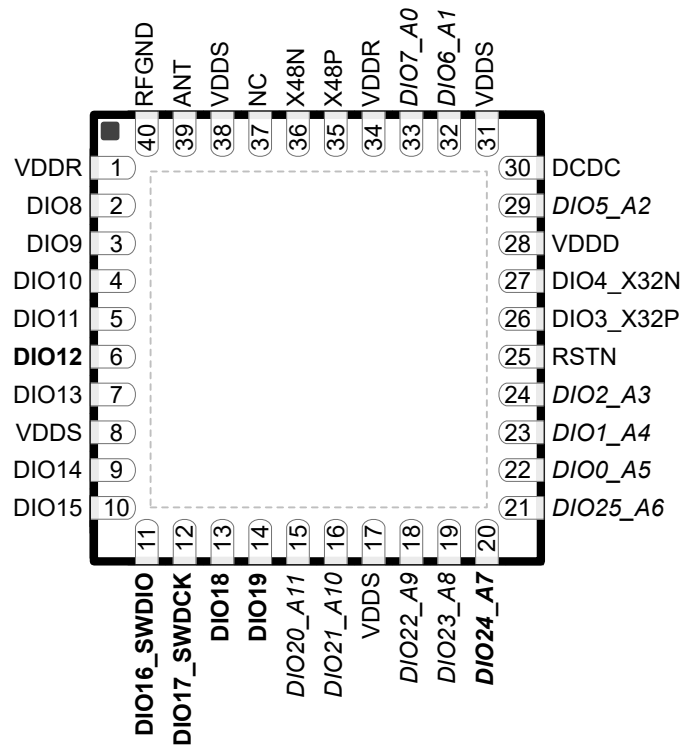 RFGND
ANT
VDDS
NC
X48N
X48P
VDDR
DIO7_A0
DIO6_A1
VDDS
40
39
38
37
36
35
34
33
32
31
VDDR 1
DIO8 2
DIO9 3
DIO10 4
DIO11 5
DIO12 6
DIO13 7
VDDS 8
DIO14 9
DIO15 10
30 DCDC
29 DIO5_A2
28 VDDD
27 DIO4_X32N
26 DIO3_X32P
25 RSTN
24 DIO2_A3
23 DIO1_A4
22 DIO0_A5
21 DIO25_A6
11
12
13
14
15
16
17
18
19
20
DIO16_SWDIO
DIO17_SWDCK
DIO18
DIO19
DIO20_A11
DIO21_A10
VDDS
DIO22_A9
DIO23_A8
DIO24_A7